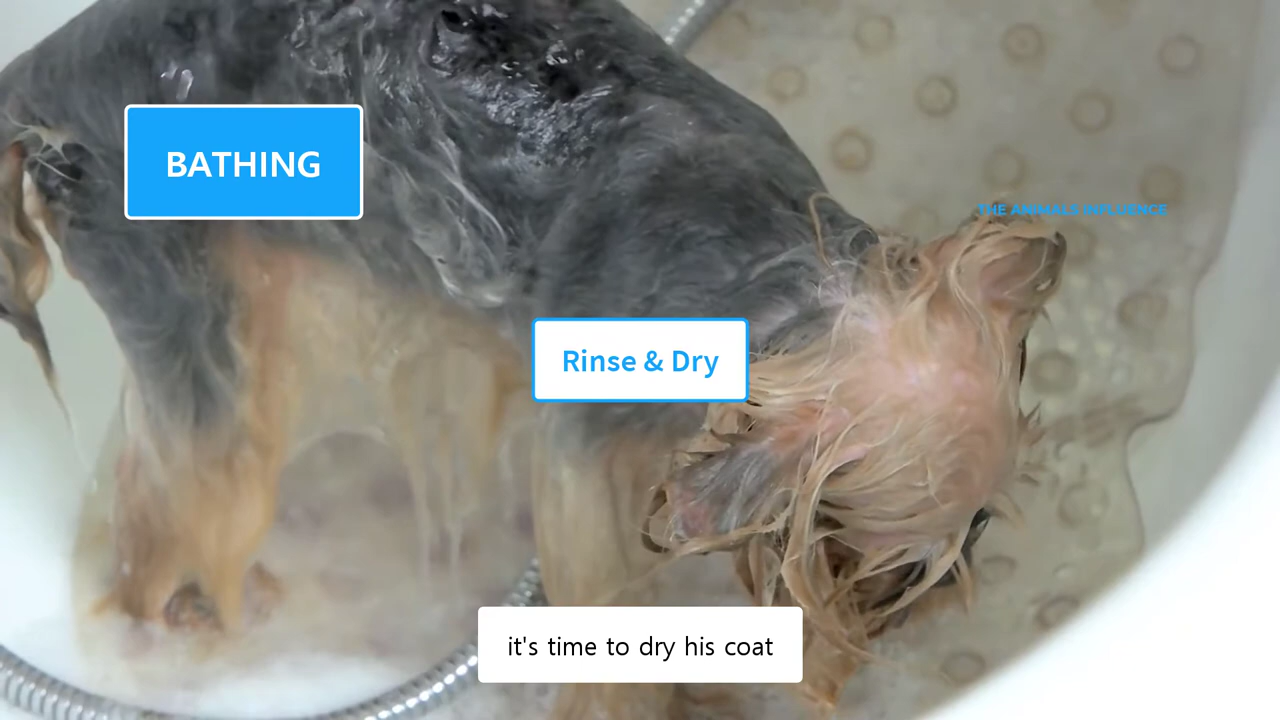 BATHING
THE ANIMALS INFLUENCE
Rinse & Dry
it's time to dry his coat